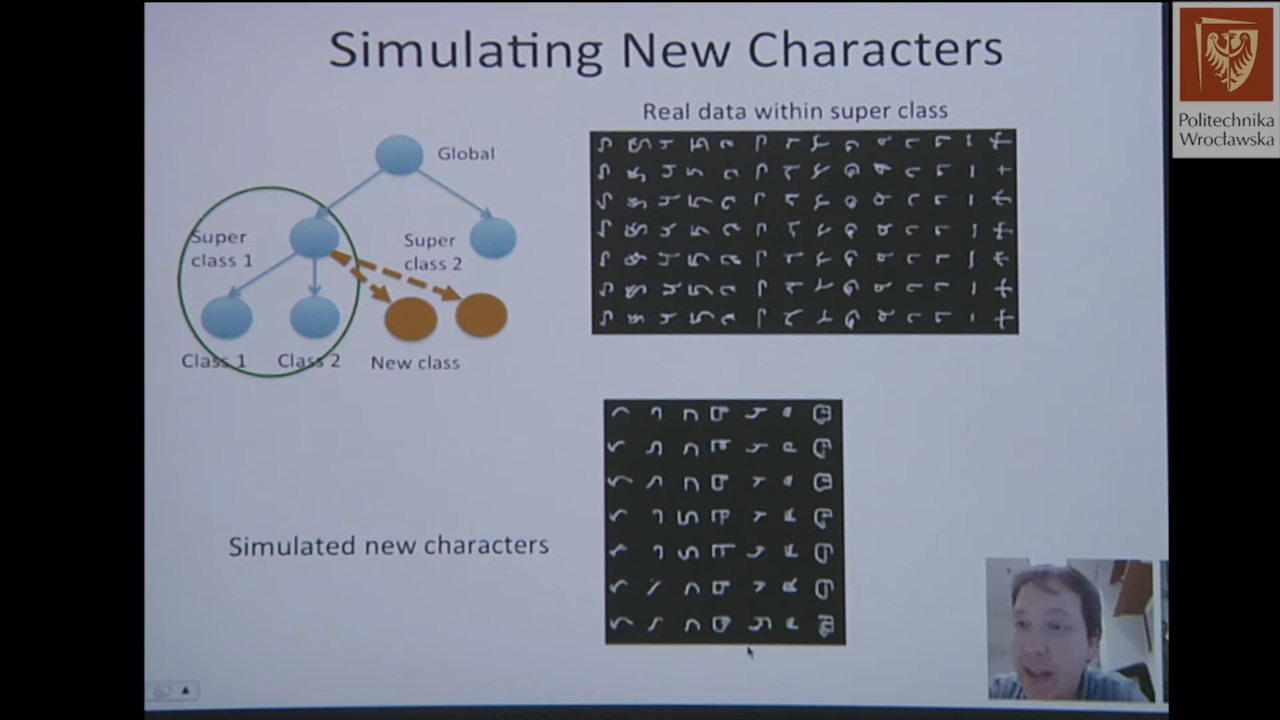 Simulating New Characters
Real data within super class
Global
Super class 1
Super class 2
Class 1
Class 2
New class
Simulated new characters
Politechnika
Wrocławska